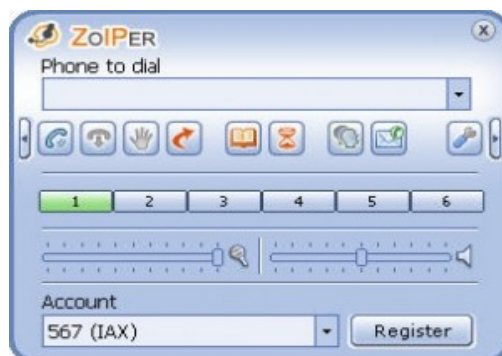 ZOIPER
Phone to dial
1 2 3 4 5 6
Account
567 (IAX)
Register